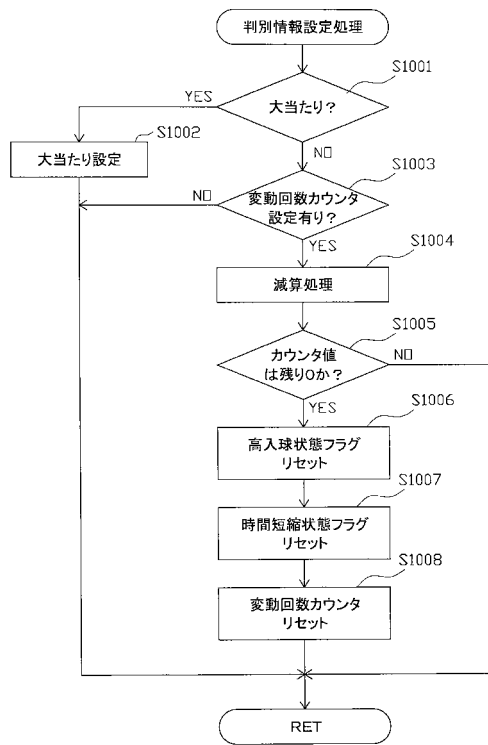 判別情報設定処理
S1001
大当たり？
YES
NO
S1002
大当たり設定
S1003
変動回数カウンタ
設定有り？
NO
YES
S1004
減算処理
S1005
カウンタ値
は残り0か？
NO
YES
S1006
高入球状態フラグ
リセット
S1007
時間短縮状態フラグ
リセット
S1008
変動回数カウンタ
リセット
RET